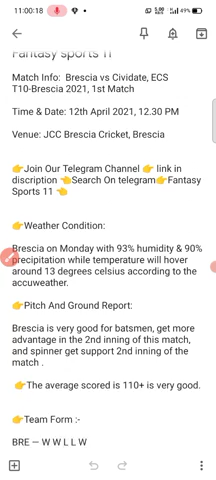 11:00:18
5.00
49%
Fantasy sports 11
Match Info: Brescia vs Cividate, ECS
T10-Brescia 2021, 1st Match
Time & Date: 12th April 2021, 12.30 PM
Venue: JCC Brescia Cricket, Brescia
👉Join Our Telegram Channel 👉 link in
discription 👈Search On telegram👉Fantasy
Sports 11 👈
👉Weather Condition:
Brescia on Monday with 93% humidity & 90%
precipitation while temperature will hover
around 13 degrees celsius according to the
accuweather.
👉Pitch And Ground Report:
Brescia is very good for batsmen, get more
advantage in the 2nd inning of this match,
and spinner get support 2nd inning of the
match .
👉The average scored is 110+ is very good.
👉Team Form :-
BRE — W W L L W